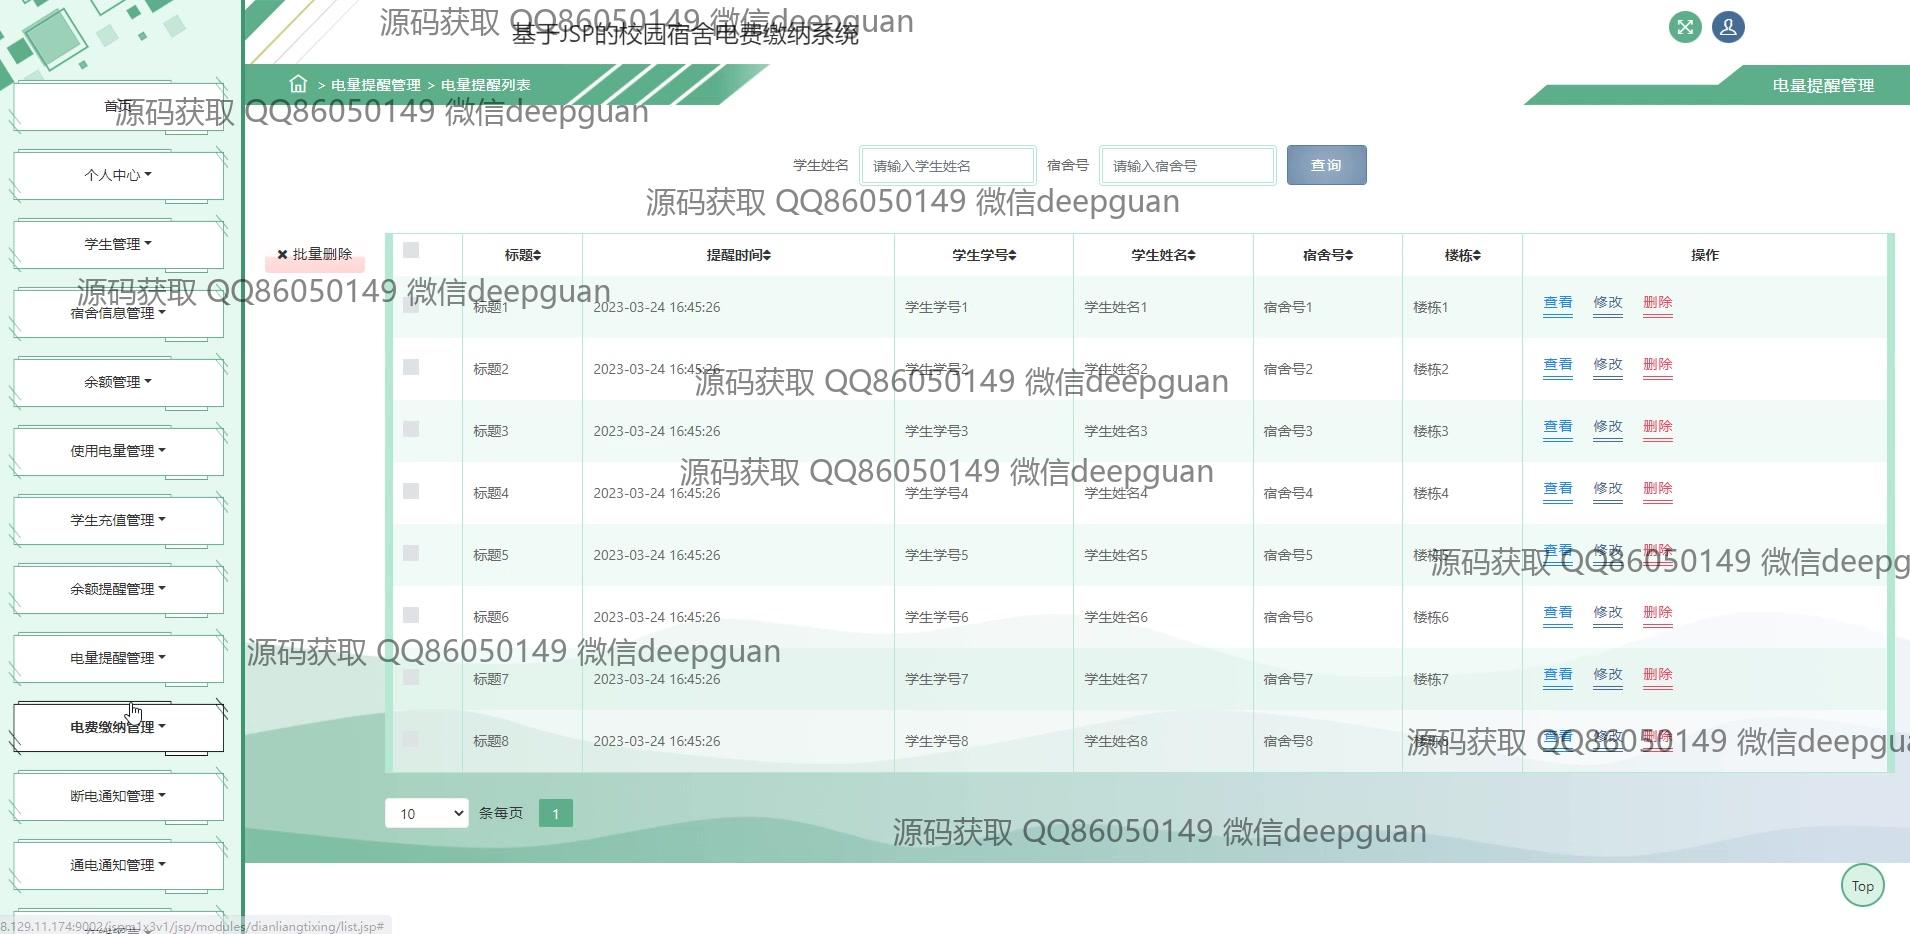 源码获取 QQ86050149 微信deepguan
基于JSP的校园宿舍电费缴纳系统
> 电量提醒管理 > 电量提醒列表
电量提醒管理
首页
源码获取 QQ86050149 微信deepguan
学生姓名 请输入学生姓名 宿舍号 请输入宿舍号 查询
个人中心
源码获取 QQ86050149 微信deepguan
学生管理
✖ 批量删除
标题 提醒时间 学生学号 学生姓名 宿舍号 楼栋 操作
源码获取 QQ86050149 微信deepguan
宿舍信息管理
标题1 2023-03-24 16:45:26 学生学号1 学生姓名1 宿舍号1 楼栋1 查看 修改 删除
标题2 2023-03-24 16:45:26 学生学号2 学生姓名2 宿舍号2 楼栋2 查看 修改 删除
源码获取 QQ86050149 微信deepguan
余额管理
标题3 2023-03-24 16:45:26 学生学号3 学生姓名3 宿舍号3 楼栋3 查看 修改 删除
使用电量管理
源码获取 QQ86050149 微信deepguan
标题4 2023-03-24 16:45:26 学生学号4 学生姓名4 宿舍号4 楼栋4 查看 修改 删除
学生充值管理
标题5 2023-03-24 16:45:26 学生学号5 学生姓名5 宿舍号5 楼栋5 查看 修改 删除
源码获取 QQ86050149 微信deepg
余额提醒管理
标题6 2023-03-24 16:45:26 学生学号6 学生姓名6 宿舍号6 楼栋6 查看 修改 删除
源码获取 QQ86050149 微信deepguan
电量提醒管理
标题7 2023-03-24 16:45:26 学生学号7 学生姓名7 宿舍号7 楼栋7 查看 修改 删除
电费缴纳管理
标题8 2023-03-24 16:45:26 学生学号8 学生姓名8 宿舍号8 楼栋8 查看 修改 删除
源码获取 QQ86050149 微信deepgu
断电通知管理
10 条每页 1
源码获取 QQ86050149 微信deepguan
通电通知管理
Top
8.129.11.174:9002/jspm1x3v1/jsp/modules/dianliangtixing/list.jsp#